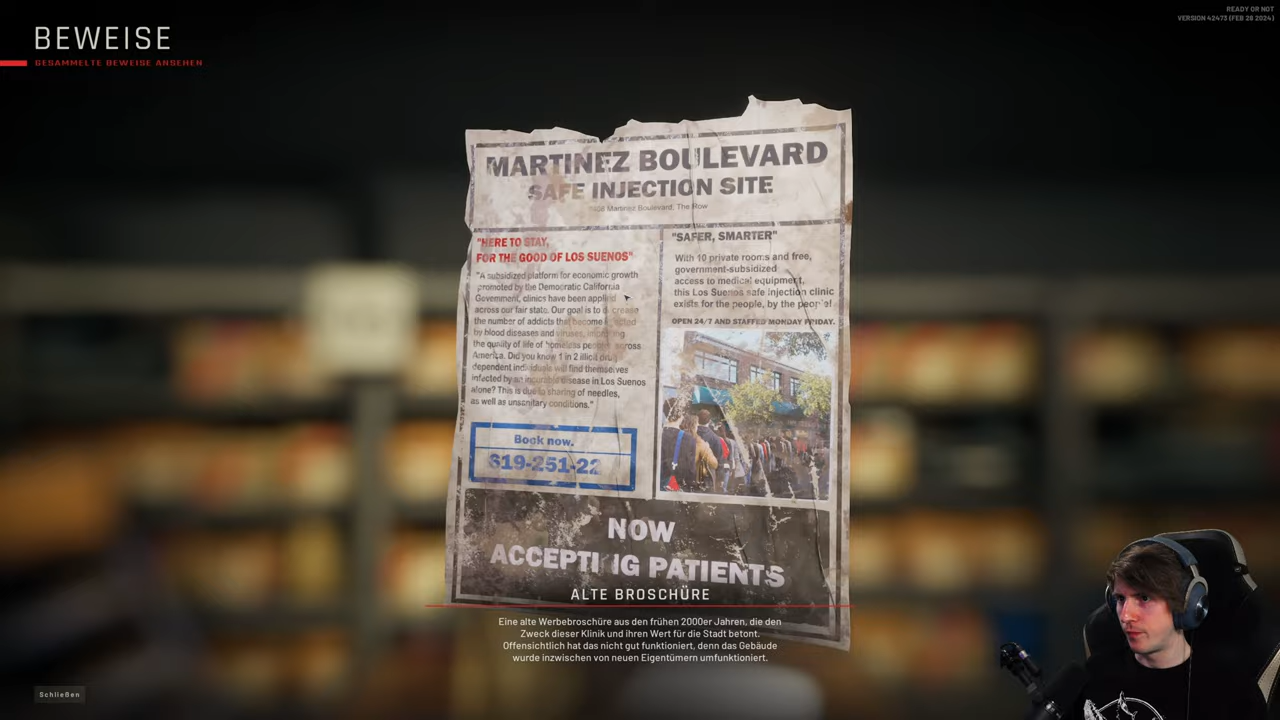 BEWEISE
GESAMMELTE BEWEISE ANSEHEN
READY OR NOT
VERSION 42473 (FEB 26 2024)
MARTINEZ BOULEVARD
SAFE INJECTION SITE
Martinez Boulevard, The Row
"HERE TO STAY,
FOR THE GOOD OF LOS SUENOS"
"A subsidized platform for economic growth
promoted by the Democratic California
Government, clinics have been applied
across our fair state. Our goal is to decrease
the number of addicts that become infected
by blood diseases and viruses, improving
the quality of life of homeless people across
America. Did you know 1 in 2 illicit drug
dependent individuals will find themselves
infected by an incurable disease in Los Suenos
alone? This is due to sharing of needles,
as well as unsanitary conditions."
Book now.
619-251-22
"SAFER, SMARTER"
With 10 private rooms and free,
government-subsidized
access to medical equipment,
this Los Suenos safe injection clinic
exists for the people, by the people!
OPEN 24/7 AND STAFFED MONDAY FRIDAY.
NOW
ACCEPTING PATIENTS
ALTE BROSCHÜRE
Eine alte Werbebroschüre aus den frühen 2000er Jahren, die den
Zweck dieser Klinik und ihren Wert für die Stadt betont.
Offensichtlich hat das nicht gut funktioniert, denn das Gebäude
wurde inzwischen von neuen Eigentümern umfunktioniert.
Schließen